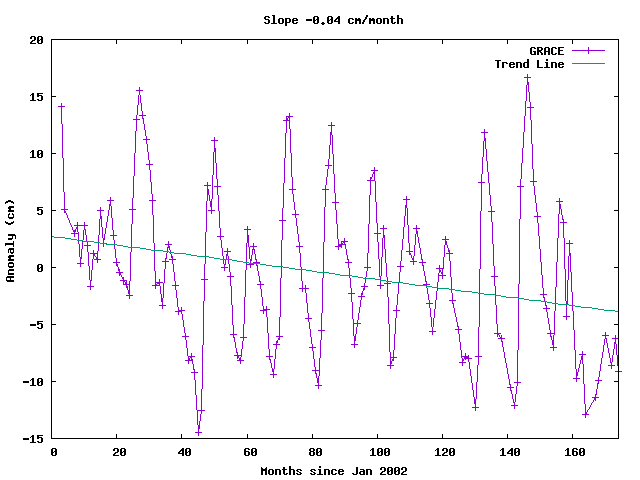 Slope -0.04 cm/month
GRACE
Trend Line
20
15
10
5
0
-5
-10
-15
Anomaly (cm)
0 20 40 60 80 100 120 140 160
Months since Jan 2002